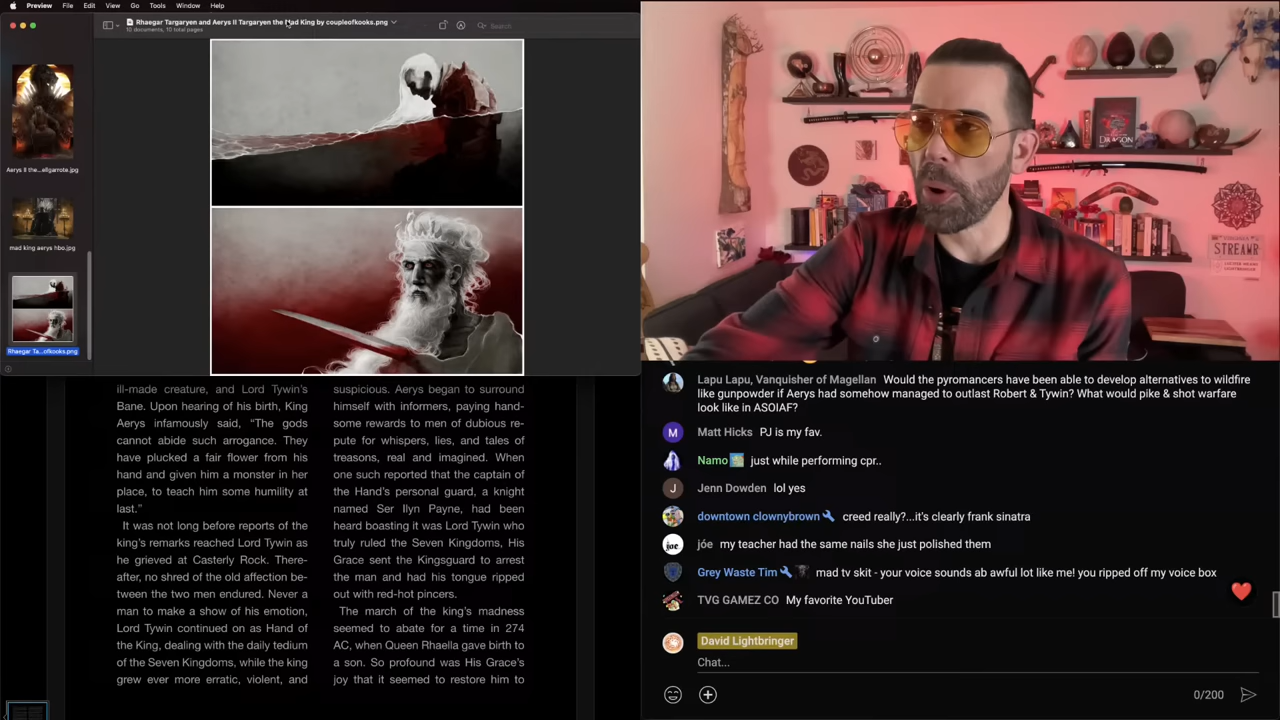 Preview File Edit View Go Tools Window Help
Rhaegar Targaryen and Aerys II Targaryen the Mad King by coupleofkooks.png
10 documents, 10 total pages
Search
Aerys II the...ellgarrote.jpg
mad king aerys hbo.jpg
Rhaegar Ta...ofkooks.png
ill-made creature, and Lord Tywin's
Bane. Upon hearing of his birth, King
Aerys infamously said, “The gods
cannot abide such arrogance. They
have plucked a fair flower from his
hand and given him a monster in her
place, to teach him some humility at
last.”
It was not long before reports of the
king's remarks reached Lord Tywin as
he grieved at Casterly Rock. There-
after, no shred of the old affection be-
tween the two men endured. Never a
man to make a show of his emotion,
Lord Tywin continued on as Hand of
the King, dealing with the daily tedium
of the Seven Kingdoms, while the king
grew ever more erratic, violent, and
suspicious. Aerys began to surround
himself with informers, paying hand-
some rewards to men of dubious re-
pute for whispers, lies, and tales of
treasons, real and imagined. When
one such reported that the captain of
the Hand's personal guard, a knight
named Ser Ilyn Payne, had been
heard boasting it was Lord Tywin who
truly ruled the Seven Kingdoms, His
Grace sent the Kingsguard to arrest
the man and had his tongue ripped
out with red-hot pincers.
The march of the king's madness
seemed to abate for a time in 274
AC, when Queen Rhaella gave birth to
a son. So profound was His Grace's
joy that it seemed to restore him to
DRAGON
STREAMR
Lapu Lapu, Vanquisher of Magellan Would the pyromancers have been able to develop alternatives to wildfire
like gunpowder if Aerys had somehow managed to outlast Robert & Tywin? What would pike & shot warfare
look like in ASOIAF?
M Matt Hicks PJ is my fav.
Namo just while performing cpr..
J Jenn Dowden lol yes
downtown clownybrown creed really?...it's clearly frank sinatra
joe jóe my teacher had the same nails she just polished them
Grey Waste Tim mad tv skit - your voice sounds ab awful lot like me! you ripped off my voice box
TVG GAMEZ CO My favorite YouTuber
David Lightbringer
Chat...
0/200